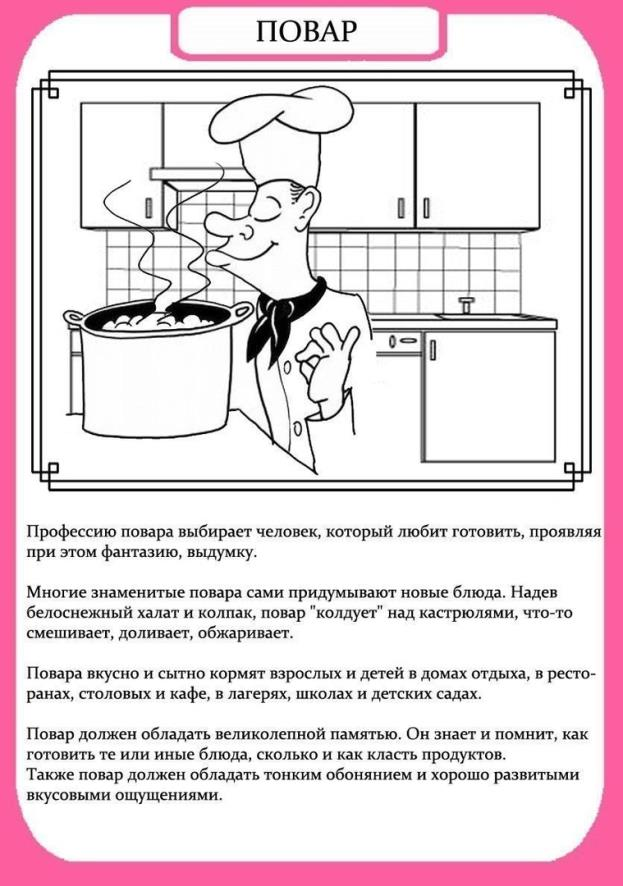 ПОВАР
Профессию повара выбирает человек, который любит готовить, проявляя
при этом фантазию, выдумку.
Многие знаменитые повара сами придумывают новые блюда. Надев
белоснежный халат и колпак, повар "колдует" над кастрюлями, что-то
смешивает, доливает, обжаривает.
Повара вкусно и сытно кормят взрослых и детей в домах отдыха, в ресто-
ранах, столовых и кафе, в лагерях, школах и детских садах.
Повар должен обладать великолепной памятью. Он знает и помнит, как
готовить те или иные блюда, сколько и как класть продуктов.
Также повар должен обладать тонким обонянием и хорошо развитыми
вкусовыми ощущениями.